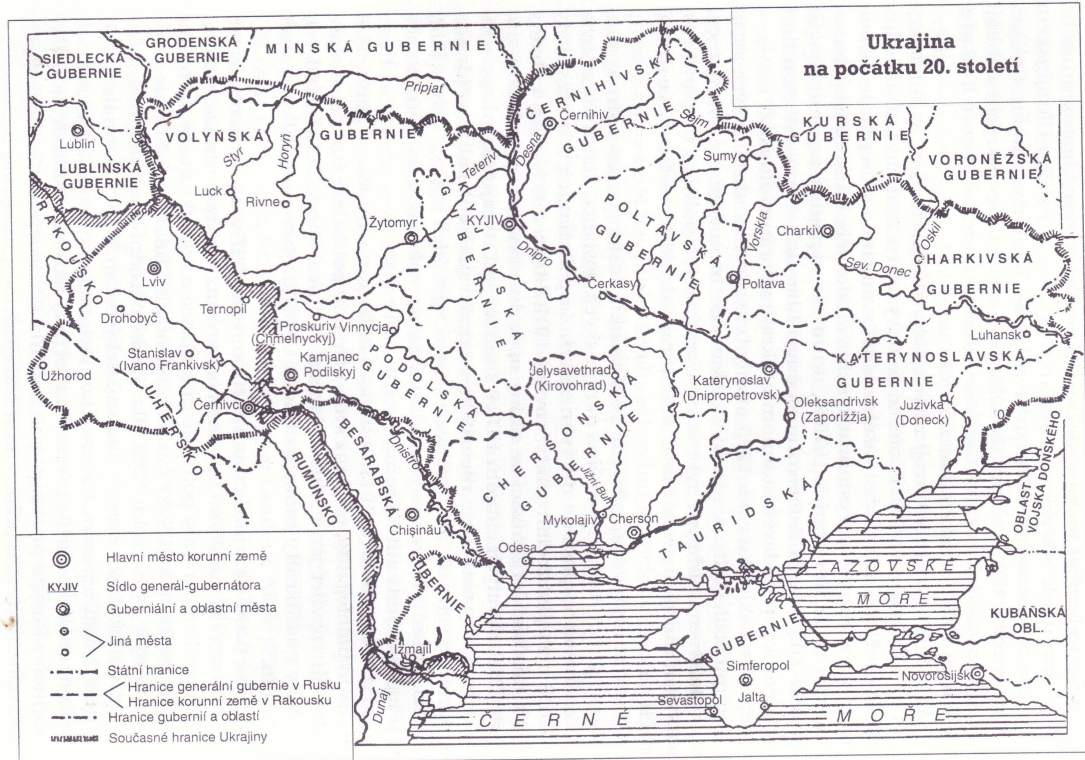 Ukrajina
na počátku 20. století
SIEDLECKÁ
GUBERNIE
GRODENSKÁ
GUBERNIE
MINSKÁ GUBERNIE
Pripjať
ČERNIHIVSKÁ
GUBERNIE
Černihiv
Desna
Sejm
KURSKÁ
GUBERNIE
VORONĚŽSKÁ
GUBERNIE
Lublin
LUBLINSKÁ
GUBERNIE
VOLYŇSKÁ
GUBERNIE
Styr
Horyň
Teteriv
Luck
Rivne
Žytomyr
KYJIV
KYJIVSKÁ
GUBERNIE
Dnipro
Sumy
POLTAVSKÁ
GUBERNIE
Vorskla
Poltava
Charkiv
Oskil
Sev. Donec
CHARKIVSKÁ
GUBERNIE
RAKOUSKO
Lviv
Drohobyč
Ternopil
Stanislav
(Ivano Frankivsk)
Užhorod
UHERSKO
Černivci
Proskuriv
(Chmelnyckyj)
Vinnycja
Kamjanec
Podilskyj
PODOLSKÁ
GUBERNIE
Čerkasy
Jelysavethrad
(Kirovohrad)
Katerynoslav
(Dnipropetrovsk)
KATERYNOSLAVSKÁ
GUBERNIE
Luhansk
Oleksandrivsk
(Zaporižžja)
Juzivka
(Doneck)
RUMUNSKO
BESARABSKÁ
GUBERNIE
Dnistro
Chișinău
CHERSONSKÁ
GUBERNIE
Jižní Buh
Mykolajiv
Cherson
Odesa
TAURIDSKÁ
GUBERNIE
OBLAST
VOJSKA DONSKÉHO
AZOVSKÉ
MOŘE
KUBÁŇSKÁ
OBL.
Izmajil
Dunaj
Simferopol
Sevastopol
Jalta
Novorosijsk
ČERNÉ MOŘE
Hlavní město korunní země
KYJIV Sídlo generál-gubernátora
Guberniální a oblastní města
Jiná města
Státní hranice
Hranice generální gubernie v Rusku
Hranice korunní země v Rakousku
Hranice gubernií a oblastí
Současné hranice Ukrajiny